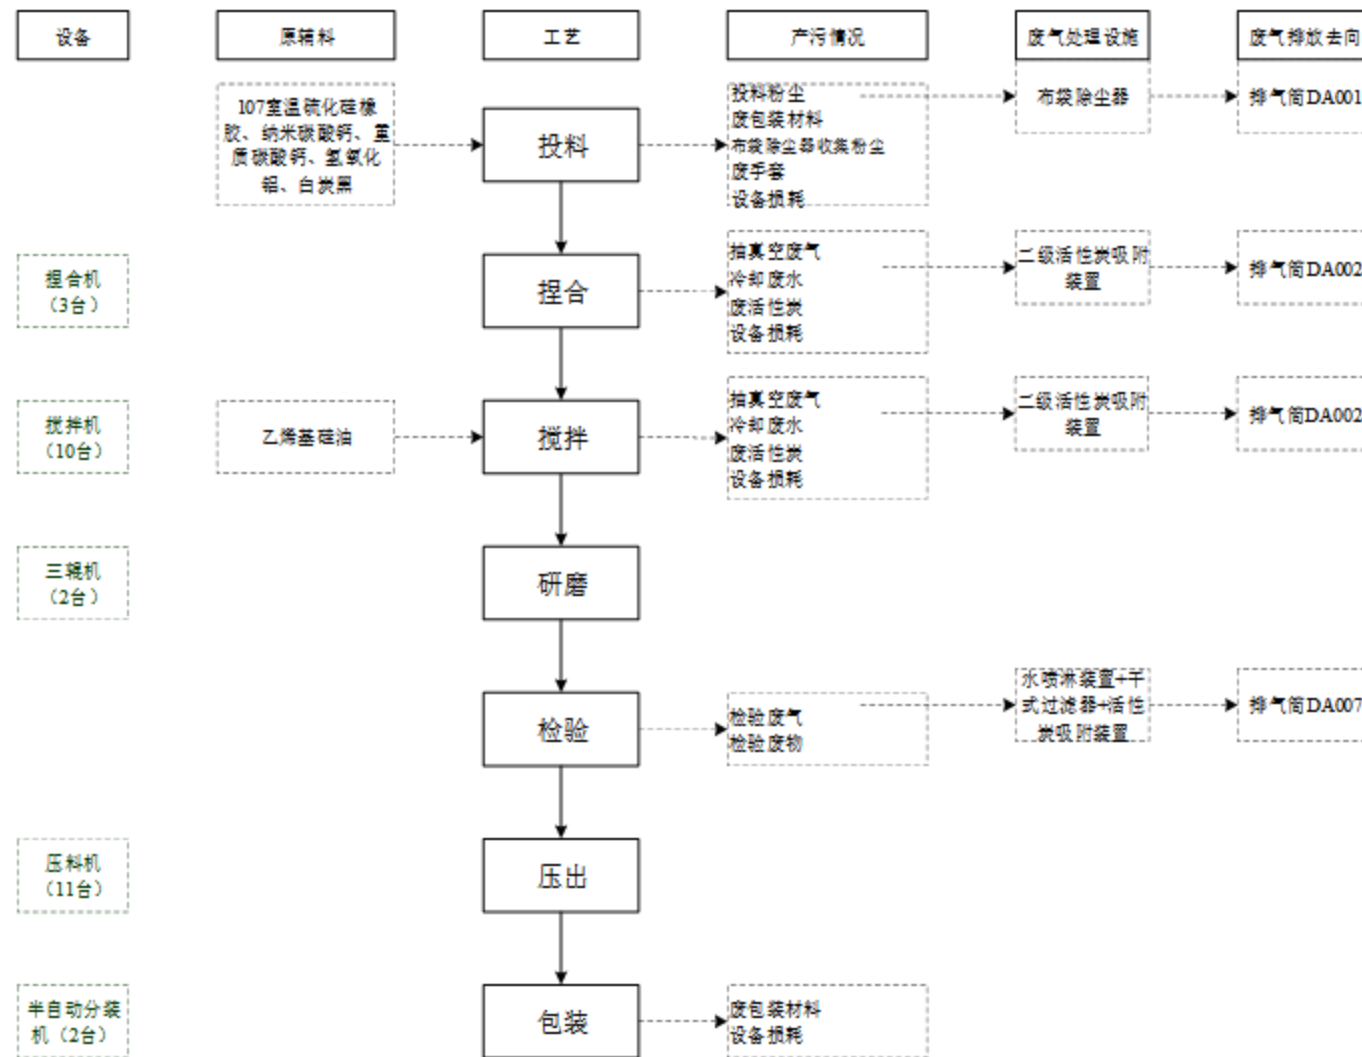 设备
原辅料
工艺
产污情况
废气处理设施
废气排放去向
107室温硫化硅橡
胶、纳米碳酸钙、重
质碳酸钙、氢氧化
铝、白炭黑
投料
投料粉尘
废包装材料
布袋除尘器收集粉尘
废手套
设备损耗
布袋除尘器
排气筒DA001
捏合机
（3台）
捏合
抽真空废气
冷却废水
废活性炭
设备损耗
二级活性炭吸附
装置
排气筒DA002
搅拌机
（10台）
乙烯基硅油
搅拌
抽真空废气
冷却废水
废活性炭
设备损耗
二级活性炭吸附
装置
排气筒DA002
三辊机
（2台）
研磨
检验
检验废气
检验废物
水喷淋装置+干
式过滤器+活性
炭吸附装置
排气筒DA007
压料机
（11台）
压出
半自动分装
机（2台）
包装
废包装材料
设备损耗